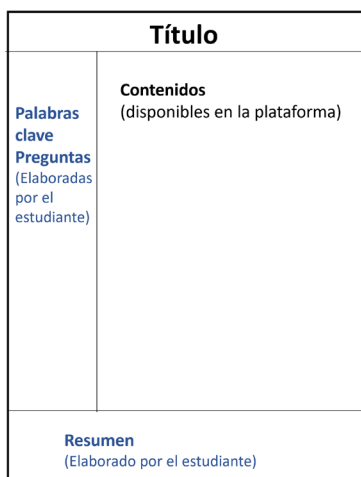 Título
Palabras
clave
Preguntas
(Elaboradas
por el
estudiante)
Contenidos
(disponibles en la plataforma)
Resumen
(Elaborado por el estudiante)